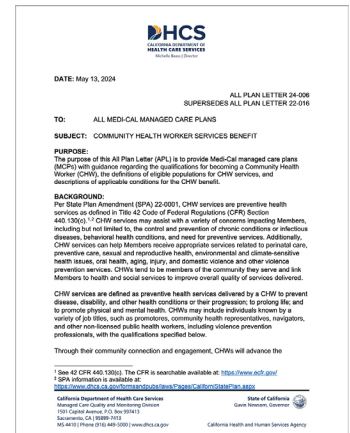 DHCS
CALIFORNIA DEPARTMENT OF
HEALTH CARE SERVICES
Michelle Baass | Director
DATE: May 13, 2024
ALL PLAN LETTER 24-006
SUPERSEDES ALL PLAN LETTER 22-016
TO: ALL MEDI-CAL MANAGED CARE PLANS
SUBJECT: COMMUNITY HEALTH WORKER SERVICES BENEFIT
PURPOSE:
The purpose of this All Plan Letter (APL) is to provide Medi-Cal managed care plans
(MCPs) with guidance regarding the qualifications for becoming a Community Health
Worker (CHW), the definitions of eligible populations for CHW services, and
descriptions of applicable conditions for the CHW benefit.
BACKGROUND:
Per State Plan Amendment (SPA) 22-0001, CHW services are preventive health
services as defined in Title 42 Code of Federal Regulations (CFR) Section
440.130(c).1,2 CHW services may assist with a variety of concerns impacting Members,
including but not limited to, the control and prevention of chronic conditions or infectious
diseases, behavioral health conditions, and need for preventive services. Additionally,
CHW services can help Members receive appropriate services related to perinatal care,
preventive care, sexual and reproductive health, environmental and climate-sensitive
health issues, oral health, aging, injury, and domestic violence and other violence
prevention services. CHWs tend to be members of the community they serve and link
Members to health and social services to improve overall quality of services delivered.
CHW services are defined as preventive health services delivered by a CHW to prevent
disease, disability, and other health conditions or their progression; to prolong life; and
to promote physical and mental health. CHWs may include individuals known by a
variety of job titles, such as promotores, community health representatives, navigators,
and other non-licensed public health workers, including violence prevention
professionals, with the qualifications specified below.
Through their connection and engagement, CHWs will advance the
1 See 42 CFR 440.130(c). The CFR is searchable available at: https://www.ecfr.gov/
2 SPA information is available at:
https://www.dhcs.ca.gov/formsandpubs/laws/Pages/CaliforniStatePlan.aspx
California Department of Health Care Services
Managed Care Quality and Monitoring Division
1501 Capitol Avenue, P.O. Box 997413
Sacramento, CA | 95899-7413
MS 4410 | Phone (916) 449-5000 | www.dhcs.ca.gov
State of California
Gavin Newsom, Governor
California Health and Human Services Agency